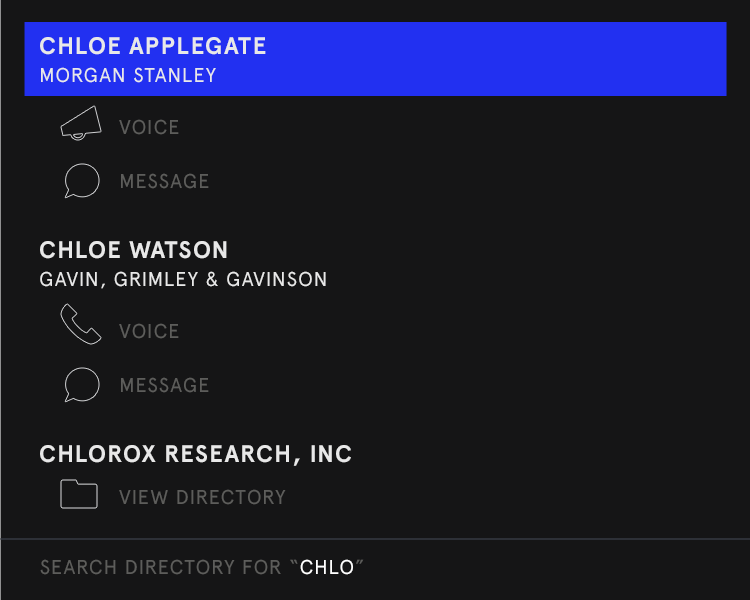 CHLOE APPLEGATE
MORGAN STANLEY
VOICE
MESSAGE
CHLOE WATSON
GAVIN, GRIMLEY & GAVINSON
VOICE
MESSAGE
CHLOROX RESEARCH, INC
VIEW DIRECTORY
SEARCH DIRECTORY FOR “CHLO”